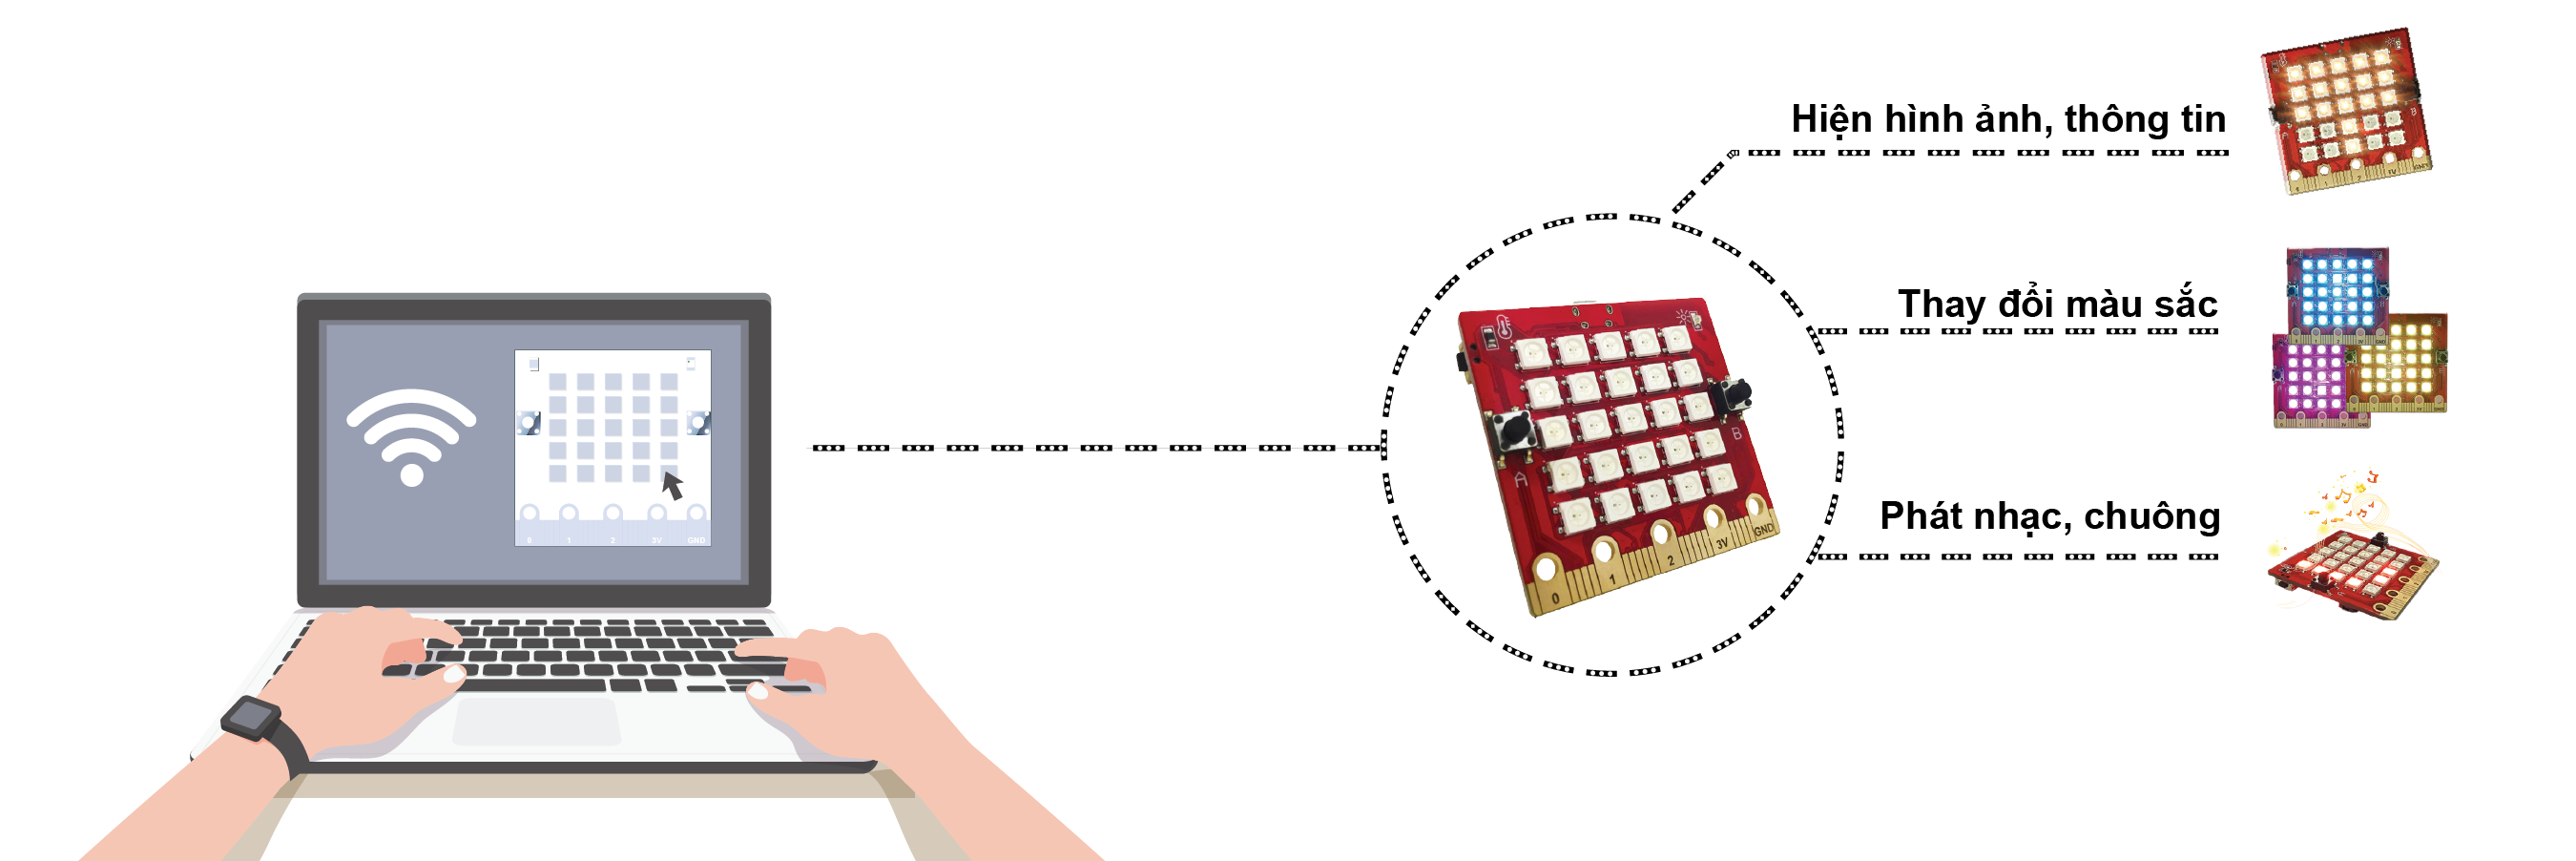 Hiện hình ảnh, thông tin
Thay đổi màu sắc
Phát nhạc, chuông
A
B
0 1 2 3V GND
0 1 2 3V GND